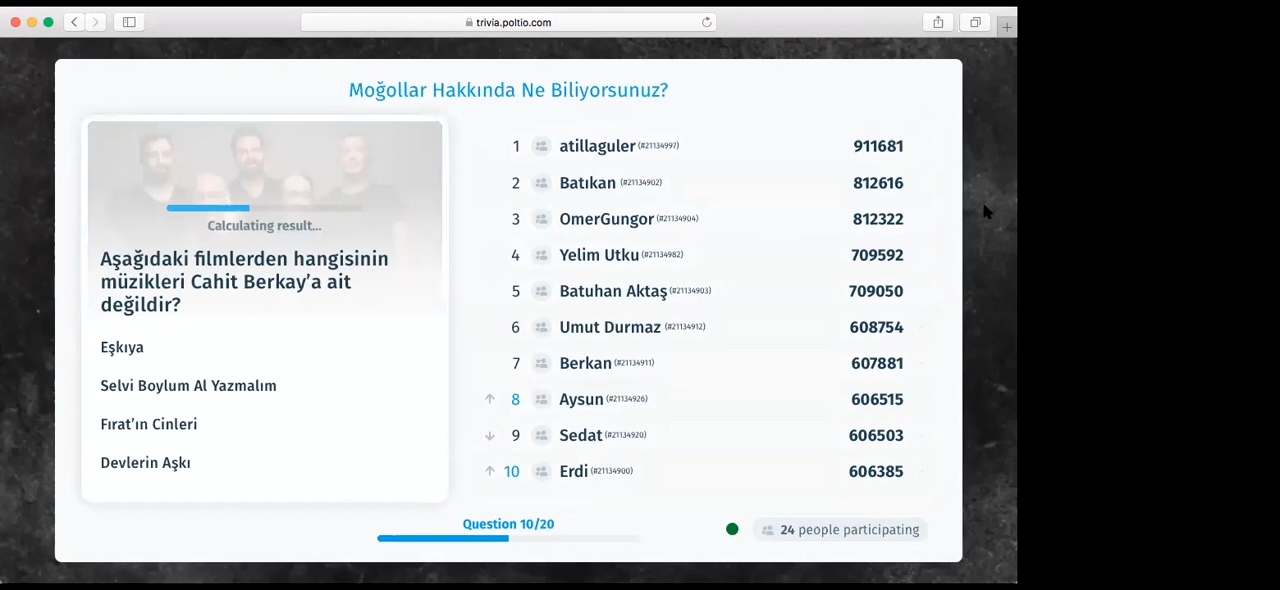 trivia.poltio.com
Moğollar Hakkında Ne Biliyorsunuz?
Calculating result...
Aşağıdaki filmlerden hangisinin
müzikleri Cahit Berkay’a ait
değildir?
Eşkıya
Selvi Boylum Al Yazmalım
Fırat’ın Cinleri
Devlerin Aşkı
1 atillaguler (#21134997) 911681
2 Batıkan (#21134902) 812616
3 OmerGungor (#21134904) 812322
4 Yelim Utku (#21134982) 709592
5 Batuhan Aktaş (#21134903) 709050
6 Umut Durmaz (#21134912) 608754
7 Berkan (#21134911) 607881
8 Aysun (#21134926) 606515
9 Sedat (#21134920) 606503
10 Erdi (#21134900) 606385
Question 10/20
24 people participating